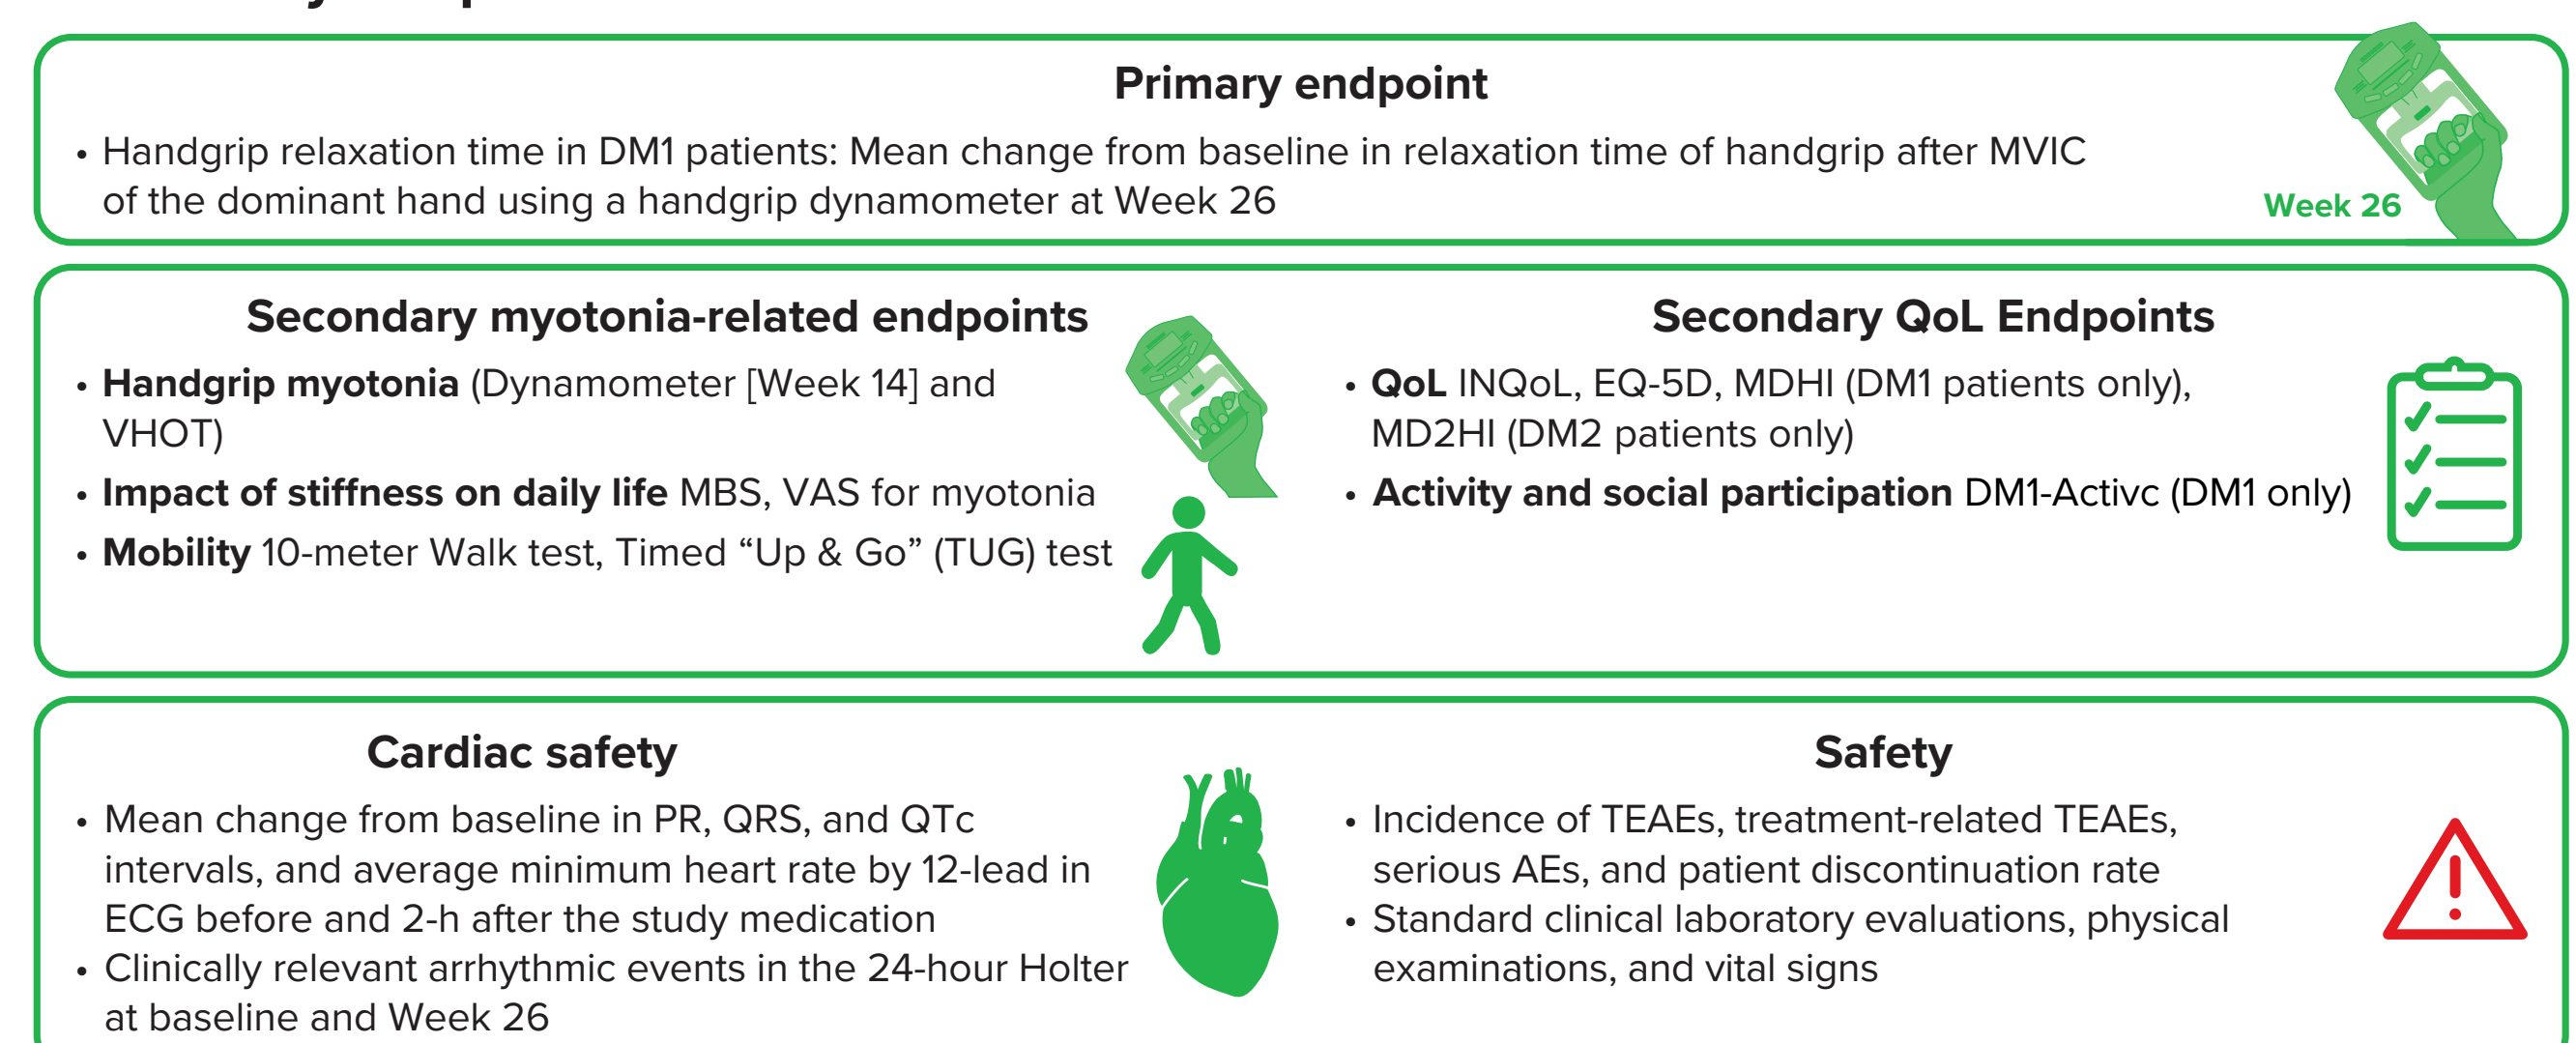 Primary endpoint
• Handgrip relaxation time in DM1 patients: Mean change from baseline in relaxation time of handgrip after MVIC
of the dominant hand using a handgrip dynamometer at Week 26
Week 26
Secondary myotonia-related endpoints
• Handgrip myotonia (Dynamometer [Week 14] and
VHOT)
• Impact of stiffness on daily life MBS, VAS for myotonia
• Mobility 10-meter Walk test, Timed “Up & Go” (TUG) test
Secondary QoL Endpoints
• QoL INQoL, EQ-5D, MDHI (DM1 patients only),
MD2HI (DM2 patients only)
• Activity and social participation DM1-Activc (DM1 only)
Cardiac safety
• Mean change from baseline in PR, QRS, and QTc
intervals, and average minimum heart rate by 12-lead in
ECG before and 2-h after the study medication
• Clinically relevant arrhythmic events in the 24-hour Holter
at baseline and Week 26
Safety
• Incidence of TEAEs, treatment-related TEAEs,
serious AEs, and patient discontinuation rate
• Standard clinical laboratory evaluations, physical
examinations, and vital signs